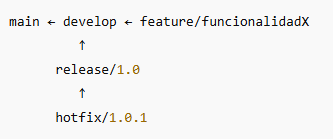 main ← develop ← feature/funcionalidadX
↑
release/1.0
↑
hotfix/1.0.1